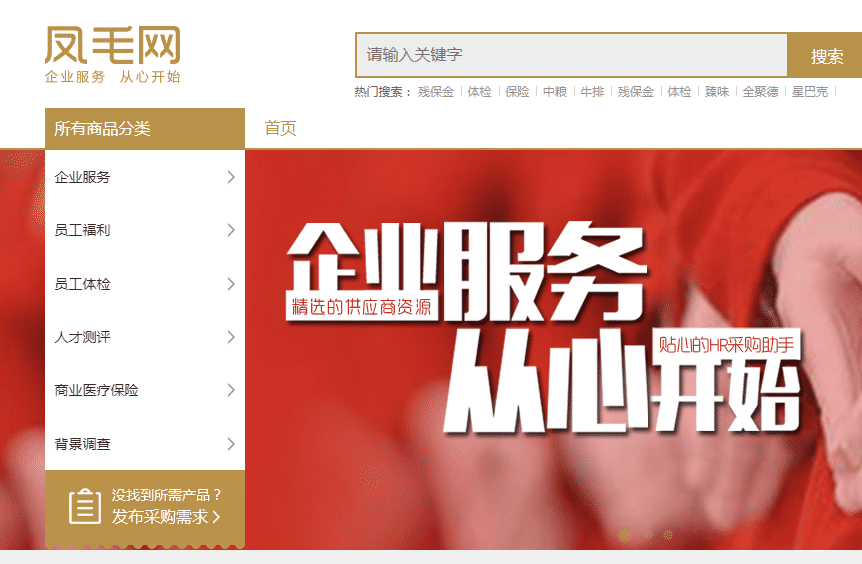 凤毛网
企业服务 从心开始
请输入关键字
搜索
热门搜索： 残保金 体检 保险 中粮 牛排 残保金 体检 臻味 全聚德 星巴克
所有商品分类
首页
企业服务
员工福利
员工体检
人才测评
商业医疗保险
背景调查
没找到所需产品？
发布采购需求
企业服务
精选的供应商资源
贴心的HR采购助手
从心开始